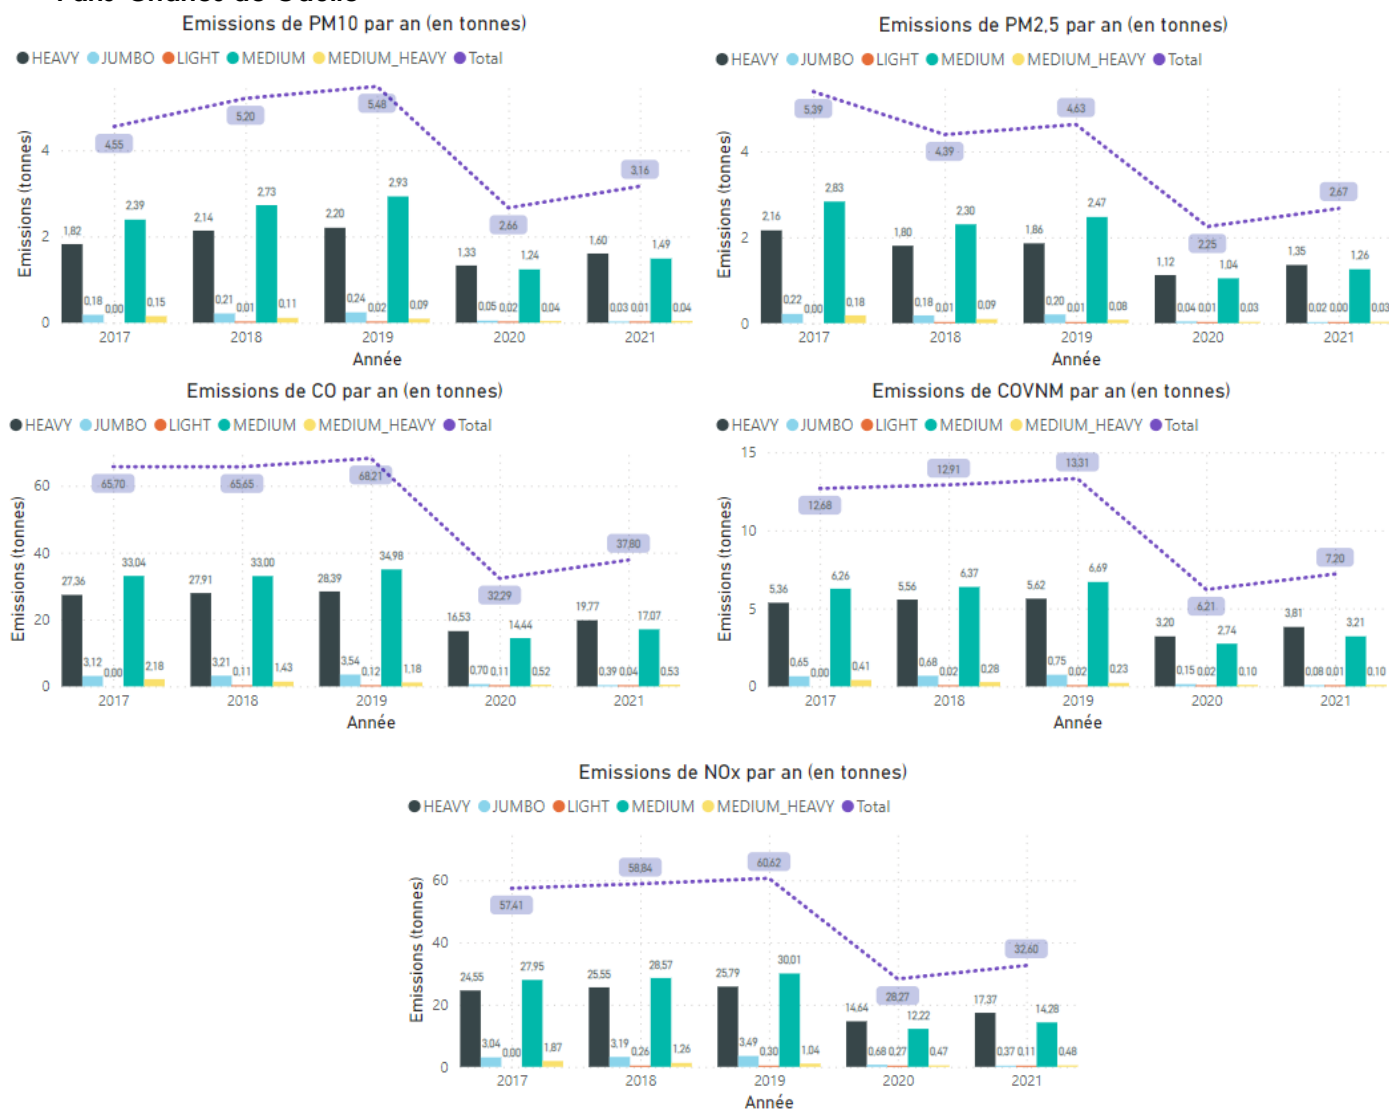 Emissions de PM10 par an (en tonnes)
HEAVY JUMBO LIGHT MEDIUM MEDIUM_HEAVY Total
Emissions (tonnes)
4
2
0
4,55 5,20 5,48 2,66 3,16
1,82 0,18 0,00 2,39 0,15
2,14 0,21 0,01 2,73 0,11
2,20 0,24 0,02 2,93 0,09
1,33 0,05 0,02 1,24 0,04
1,60 0,03 0,01 1,49 0,04
2017 2018 2019 2020 2021
Année
Emissions de PM2,5 par an (en tonnes)
HEAVY JUMBO LIGHT MEDIUM MEDIUM_HEAVY Total
Emissions (tonnes)
4
2
0
5,39 4,39 4,63 2,25 2,67
2,16 0,22 0,00 2,83 0,18
1,80 0,18 0,01 2,30 0,09
1,86 0,20 0,01 2,47 0,08
1,12 0,04 0,01 1,04 0,03
1,35 0,02 0,00 1,26 0,03
2017 2018 2019 2020 2021
Année
Emissions de CO par an (en tonnes)
HEAVY JUMBO LIGHT MEDIUM MEDIUM_HEAVY Total
Emissions (tonnes)
60
40
20
0
65,70 65,65 68,21 32,29 37,80
27,36 3,12 0,00 33,04 2,18
27,91 3,21 0,11 33,00 1,43
28,39 3,54 0,12 34,98 1,18
16,53 0,70 0,11 14,44 0,52
19,77 0,39 0,04 17,07 0,53
2017 2018 2019 2020 2021
Année
Emissions de COVNM par an (en tonnes)
HEAVY JUMBO LIGHT MEDIUM MEDIUM_HEAVY Total
Emissions (tonnes)
15
10
5
0
12,68 12,91 13,31 6,21 7,20
5,36 0,65 0,00 6,26 0,41
5,56 0,68 0,02 6,37 0,28
5,62 0,75 0,02 6,69 0,23
3,20 0,15 0,02 2,74 0,10
3,81 0,08 0,01 3,21 0,10
2017 2018 2019 2020 2021
Année
Emissions de NOx par an (en tonnes)
HEAVY JUMBO LIGHT MEDIUM MEDIUM_HEAVY Total
Emissions (tonnes)
60
40
20
0
57,41 58,84 60,62 28,27 32,60
24,55 3,04 0,00 27,95 1,87
25,55 3,19 0,26 28,57 1,26
25,79 3,49 0,30 30,01 1,04
14,64 0,68 0,27 12,22 0,47
17,37 0,37 0,11 14,28 0,48
2017 2018 2019 2020 2021
Année